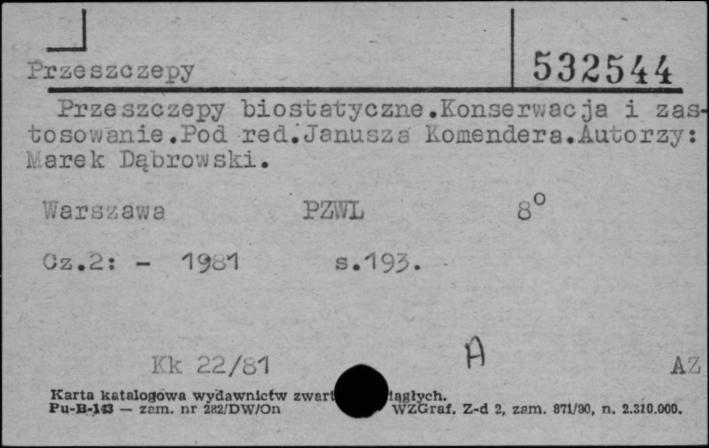 Przeszczepy
532544
Przeszczepy biostatyczne.Konserwacja i zas-
tosowanie.Pod red.Janusza Komendera.Autorzy:
Marek Dąbrowski.
Warszawa PZWL 8°
Cz.2: - 1981 s.193.
Kk 22/81 A AZ
Karta katalogowa wydawnictw zwart iągłych.
Pu-B-143 — zam. nr 282/DW/On WZGraf. Z-d 2, zam. 871/80, n. 2.310.000.